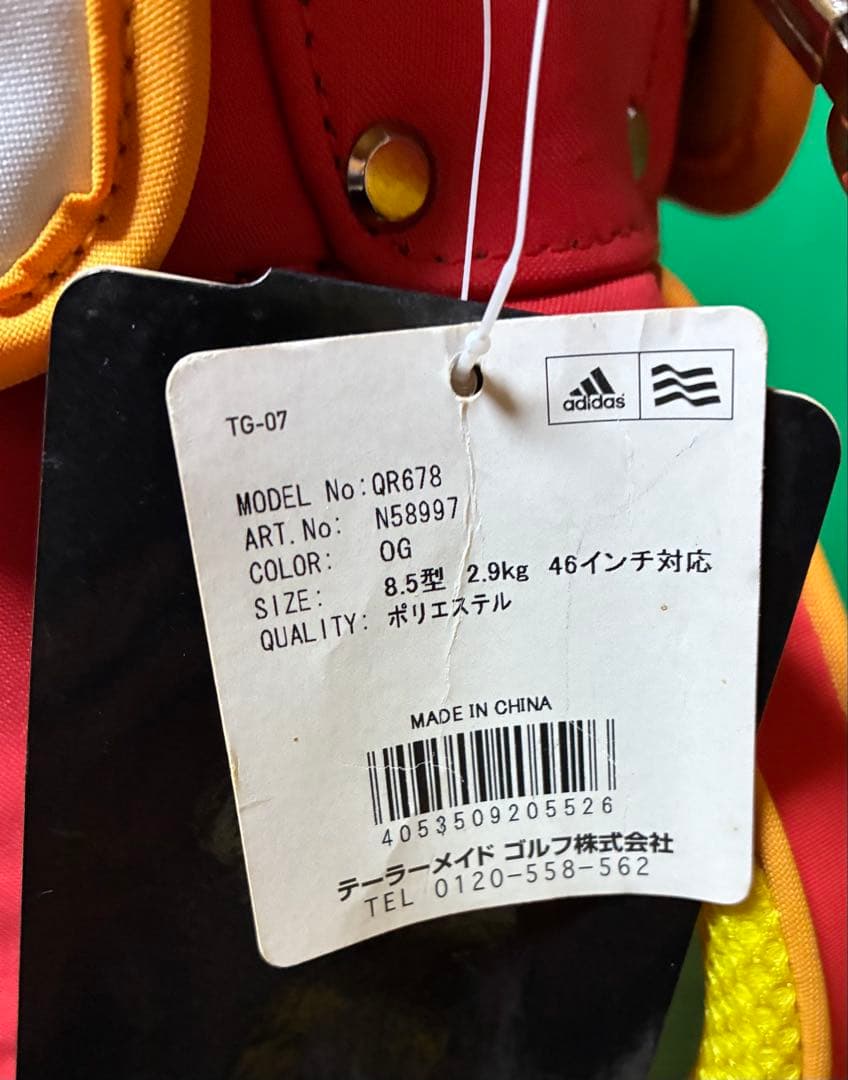 TG-07
adidas
MODEL No:QR678
ART.No: N58997
COLOR: OG
SIZE: 8.5型 2.9kg 46インチ対応
QUALITY: ポリエステル
MADE IN CHINA
4053509205526
テーラーメイド ゴルフ株式会社
TEL 0120-558-562